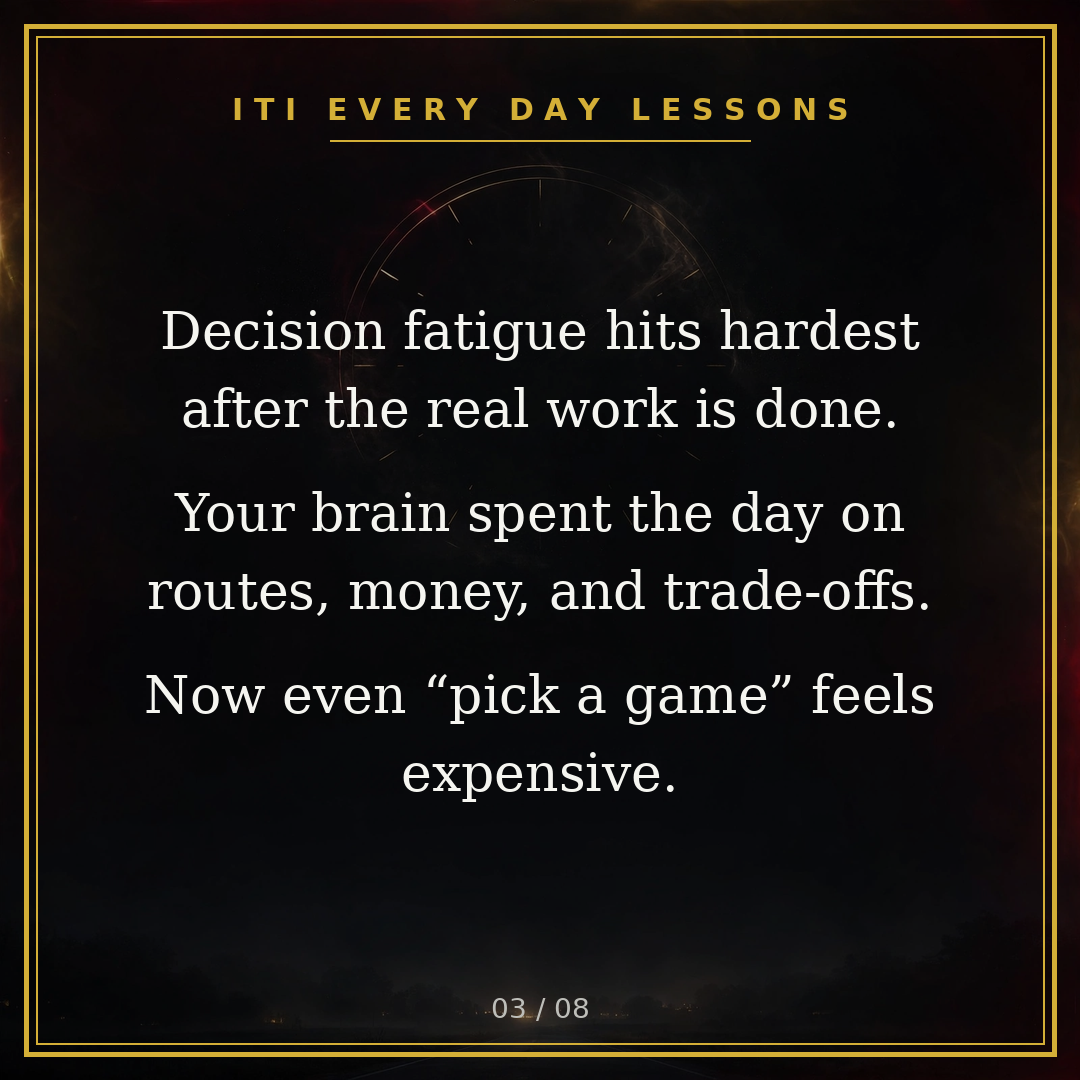 ITI EVERY DAY LESSONS
Decision fatigue hits hardest
after the real work is done.
Your brain spent the day on
routes, money, and trade-offs.
Now even “pick a game” feels
expensive.
03 / 08